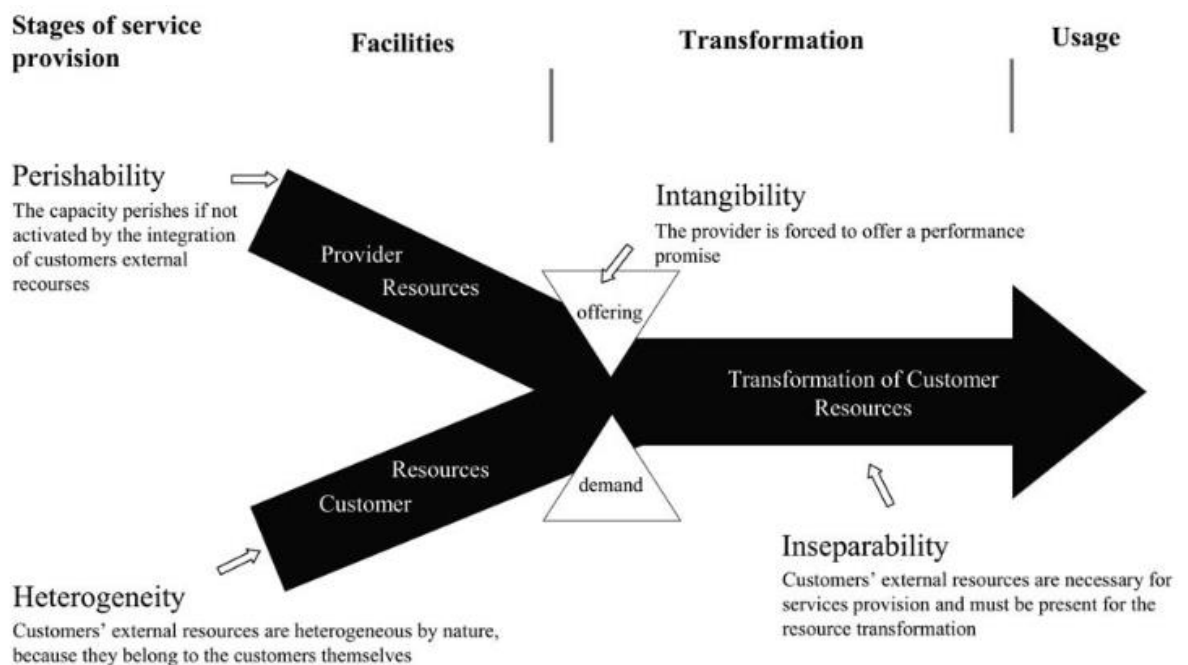 Stages of service
provision
Facilities
Transformation
Usage
Perishability
The capacity perishes if not
activated by the integration
of customers external
recourses
Intangibility
The provider is forced to offer a performance
promise
Provider
Resources
offering
Transformation of Customer
Resources
Resources
Customer
demand
Inseparability
Customers' external resources are necessary for
services provision and must be present for the
resource transformation
Heterogeneity
Customers' external resources are heterogeneous by nature,
because they belong to the customers themselves